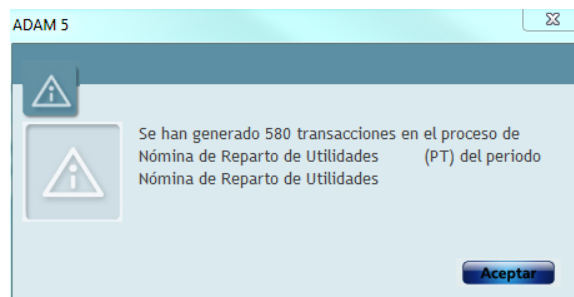 ADAM 5
Se han generado 580 transacciones en el proceso de
Nómina de Reparto de Utilidades (PT) del periodo
Nómina de Reparto de Utilidades
Aceptar